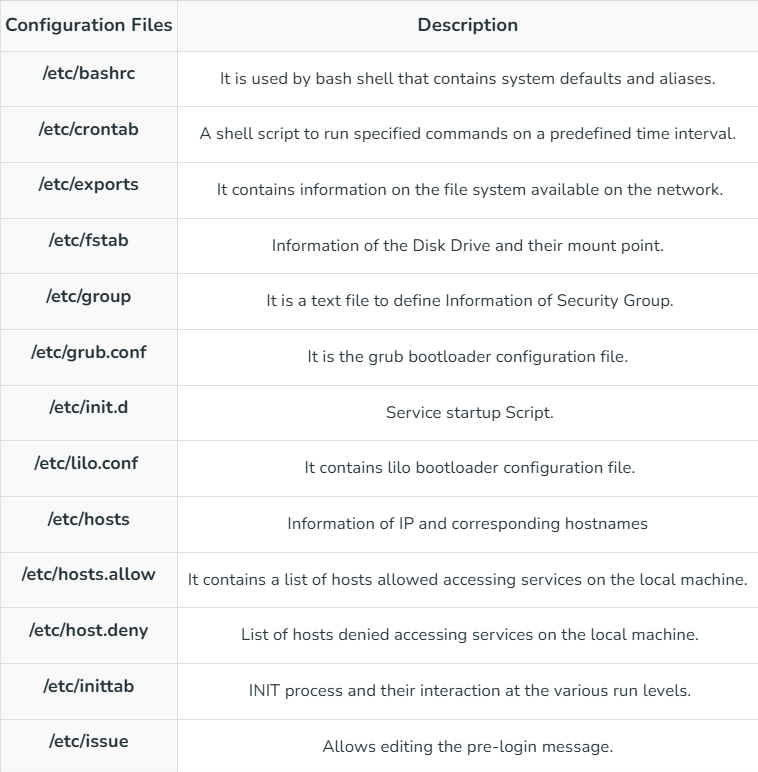 Configuration Files Description
/etc/bashrc It is used by bash shell that contains system defaults and aliases.
/etc/crontab A shell script to run specified commands on a predefined time interval.
/etc/exports It contains information on the file system available on the network.
/etc/fstab Information of the Disk Drive and their mount point.
/etc/group It is a text file to define Information of Security Group.
/etc/grub.conf It is the grub bootloader configuration file.
/etc/init.d Service startup Script.
/etc/lilo.conf It contains lilo bootloader configuration file.
/etc/hosts Information of IP and corresponding hostnames
/etc/hosts.allow It contains a list of hosts allowed accessing services on the local machine.
/etc/host.deny List of hosts denied accessing services on the local machine.
/etc/inittab INIT process and their interaction at the various run levels.
/etc/issue Allows editing the pre-login message.